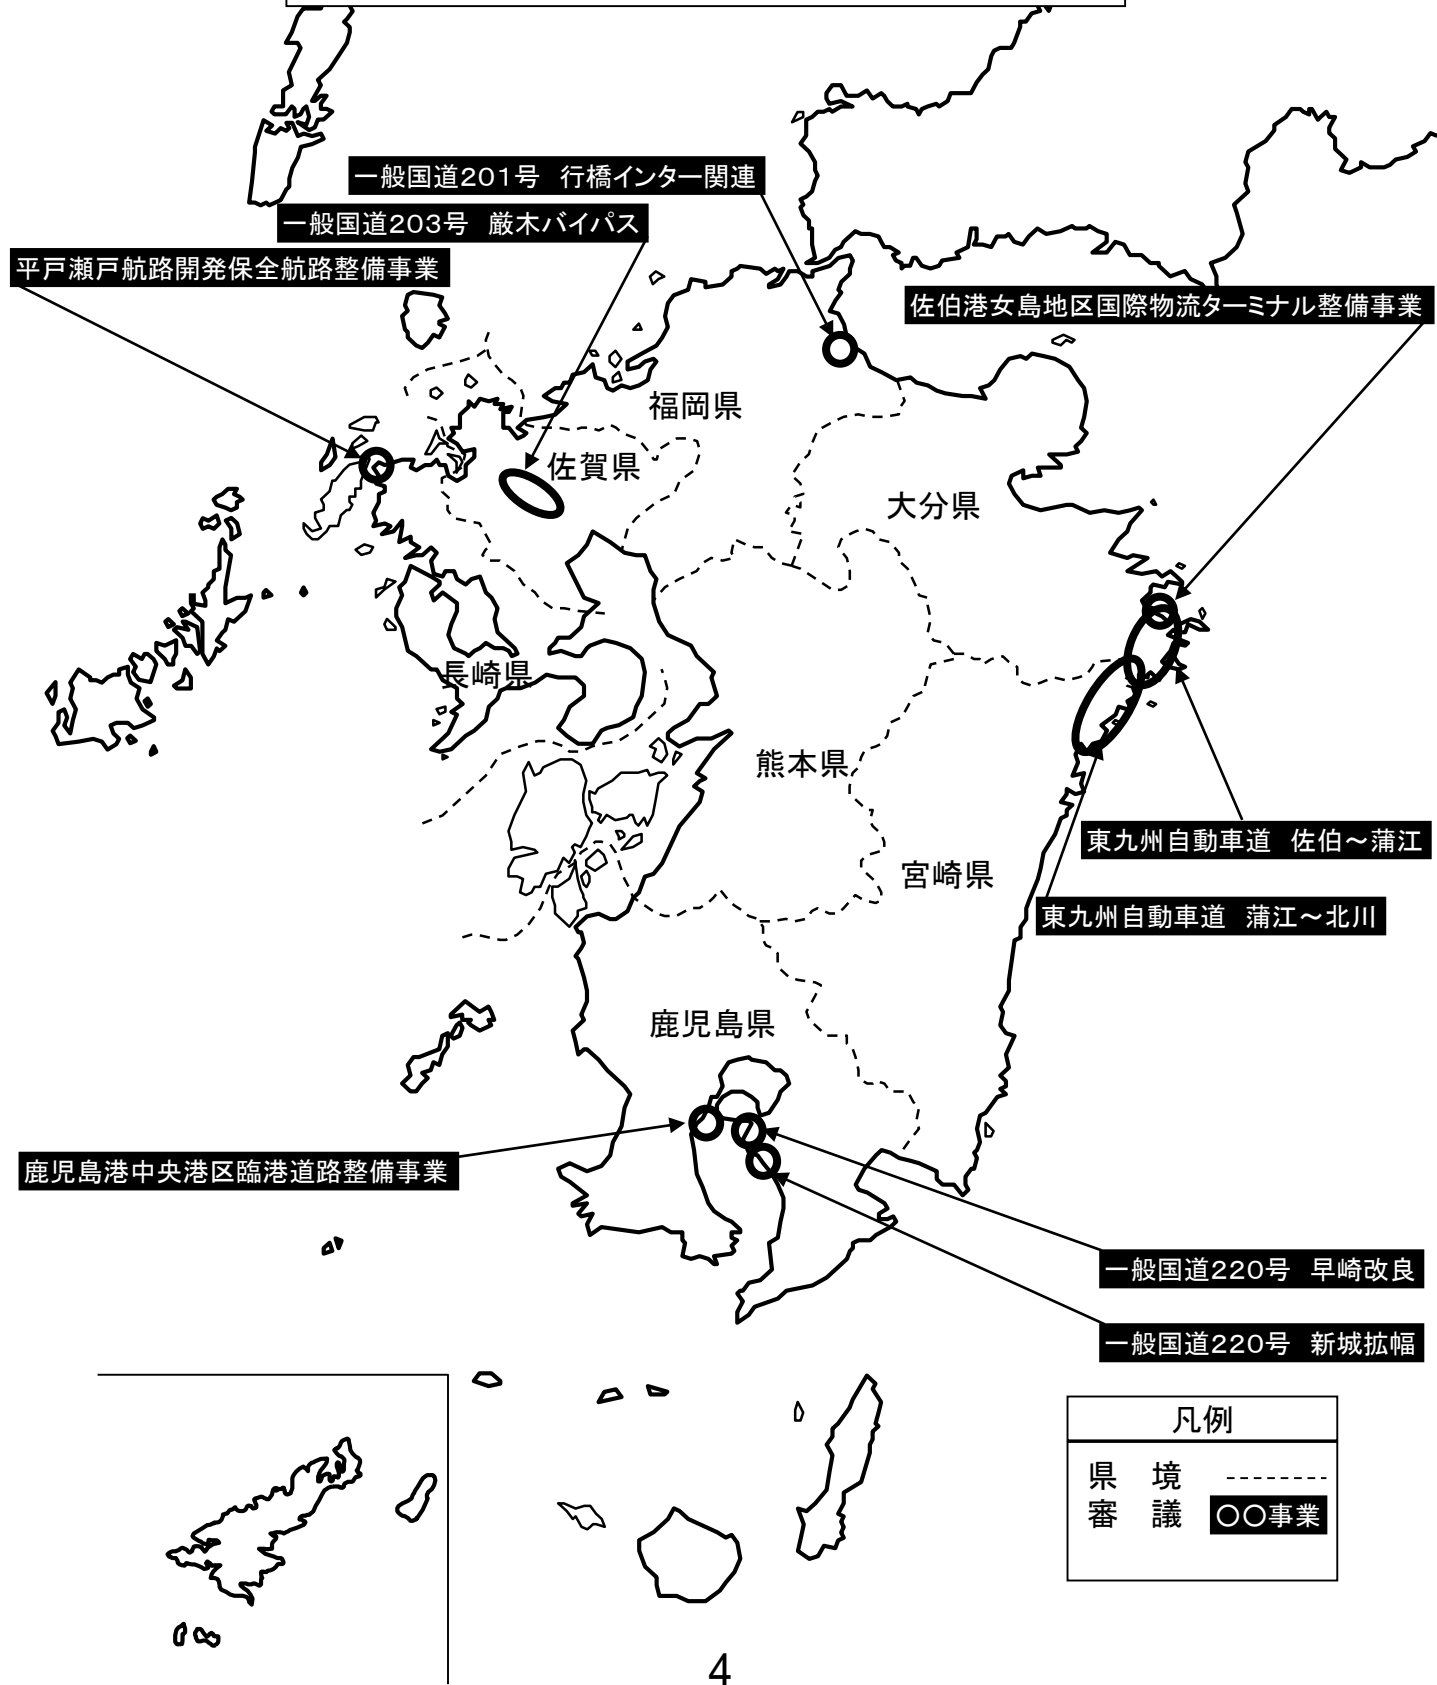 一般国道201号　行橋インター関連
一般国道203号　厳木バイパス
平戸瀬戸航路開発保全航路整備事業
佐伯港女島地区国際物流ターミナル整備事業
福岡県
佐賀県
大分県
長崎県
熊本県
東九州自動車道　佐伯～蒲江
宮崎県
東九州自動車道　蒲江～北川
鹿児島県
鹿児島港中央港区臨港道路整備事業
一般国道220号　早崎改良
一般国道220号　新城拡幅
凡例
県　境
審　議　〇〇事業
4